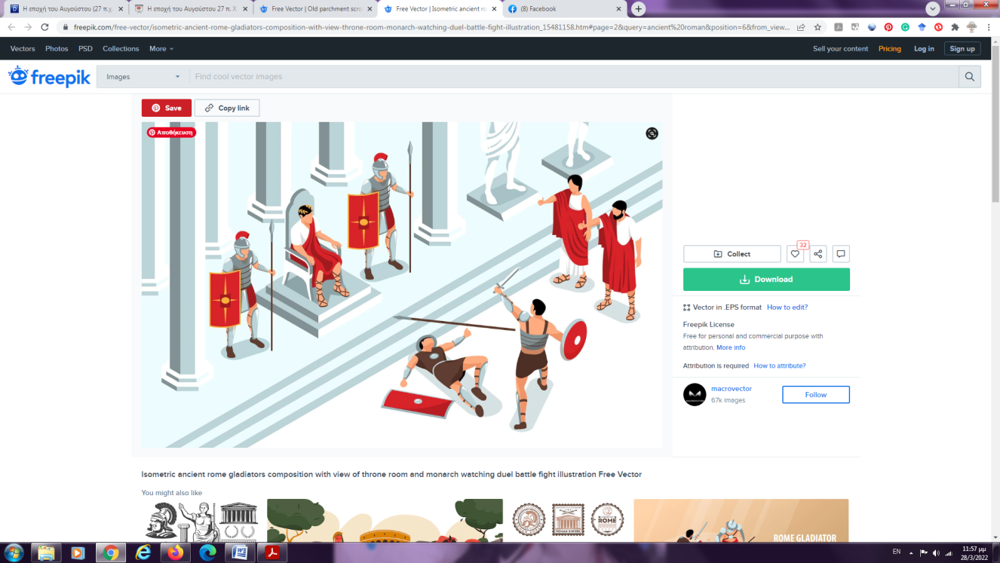 Η εποχή του Αυγούστου (27 π.χ
Η εποχή του Αυγούστου 27 π. Χ
Free Vector | Old parchment scro
Free Vector | Isometric ancient ro
(8) Facebook
freepik.com/free-vector/isometric-ancient-rome-gladiators-composition-with-view-throne-room-monarch-watching-duel-battle-fight-illustration_15481158.htm#page=2&query=ancient%20roman&position=6&from_view...
Vectors Photos PSD Collections More
Sell your content Pricing Log in Sign up
freepik Images Find cool vector images
Save Copy link
Αποθήκευση
32
Collect
Download
Vector in .EPS format How to edit?
Freepik License
Free for personal and commercial purpose with
attribution. More info
Attribution is required How to attribute?
macrovector
67k images
Follow
Isometric ancient rome gladiators composition with view of throne room and monarch watching duel battle fight illustration Free Vector
You might also like
ROME
ROMAN EMPIRE
ROME GLADIATOR
EN
11:57 μμ
28/3/2022